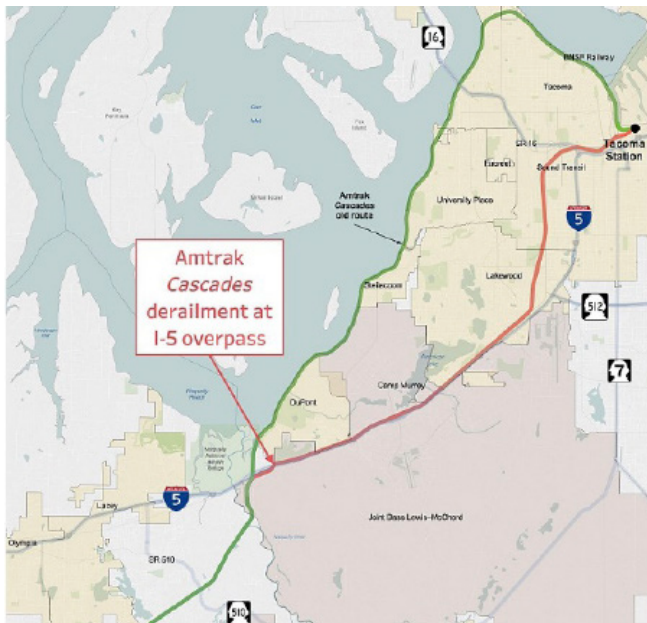 16
BNSF Railway
Tacoma
Tacoma
Station
SR 16
Sound Transit
Fircrest
University Place
Amtrak
Cascades
old route
5
Lakewood
Steilacoom
512
7
Amtrak
Cascades
derailment at
I-5 overpass
Camp Murray
DuPont
5
Lacey
Olympia
Joint Base Lewis-McChord
SR 510
510